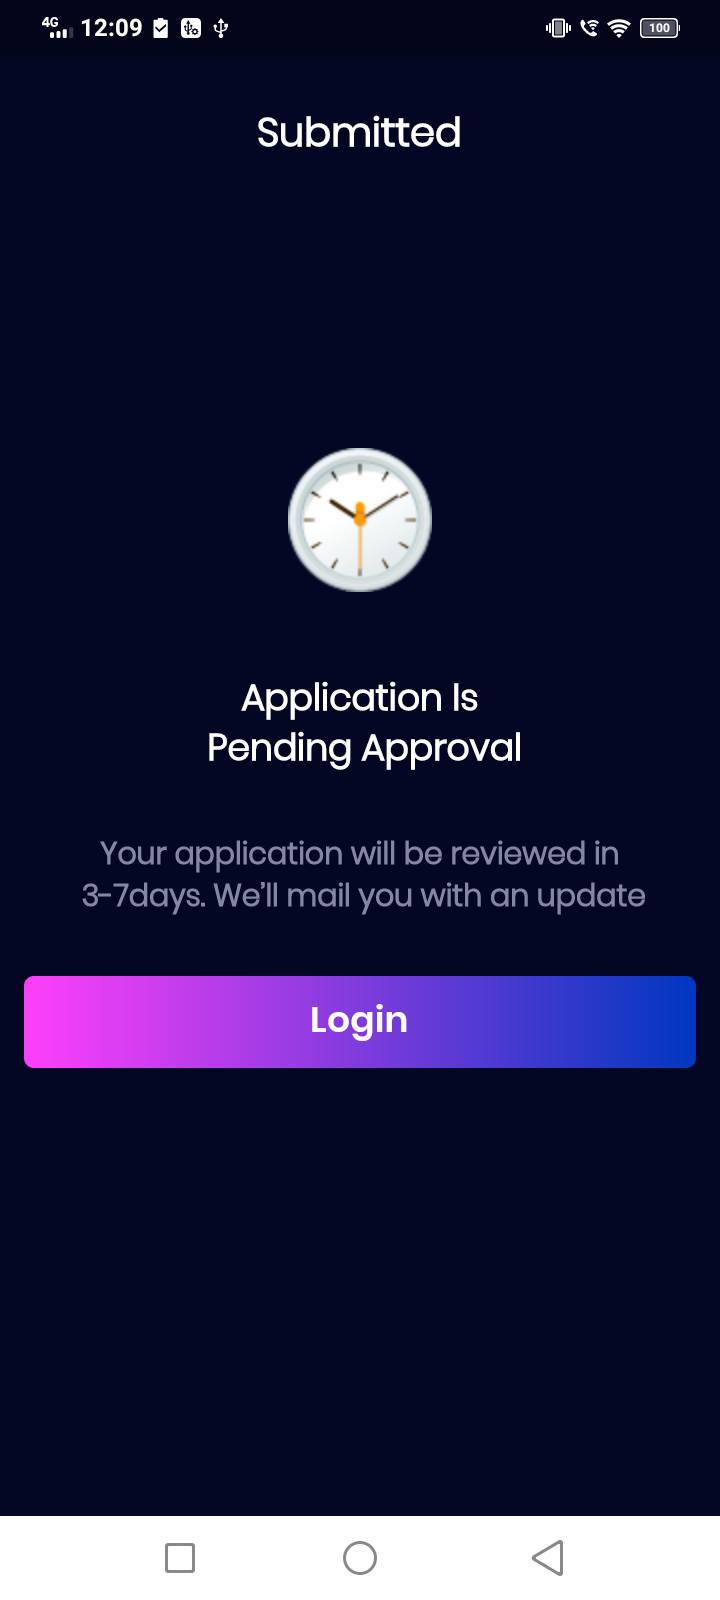 4G 12:09 100
Submitted
Application Is
Pending Approval
Your application will be reviewed in
3-7days. We'll mail you with an update
Login